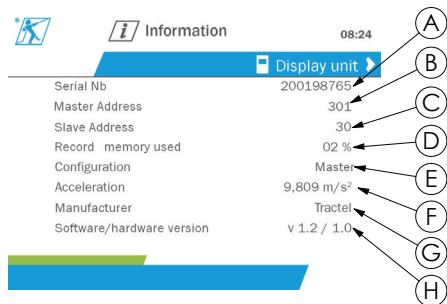 i Information 08:24
Display unit
Serial Nb 200198765
Master Address 301
Slave Address 30
Record memory used 02 %
Configuration Master
Acceleration 9,809 m/s²
Manufacturer Tractel
Software/hardware version v 1.2 / 1.0
A
B
C
D
E
F
G
H